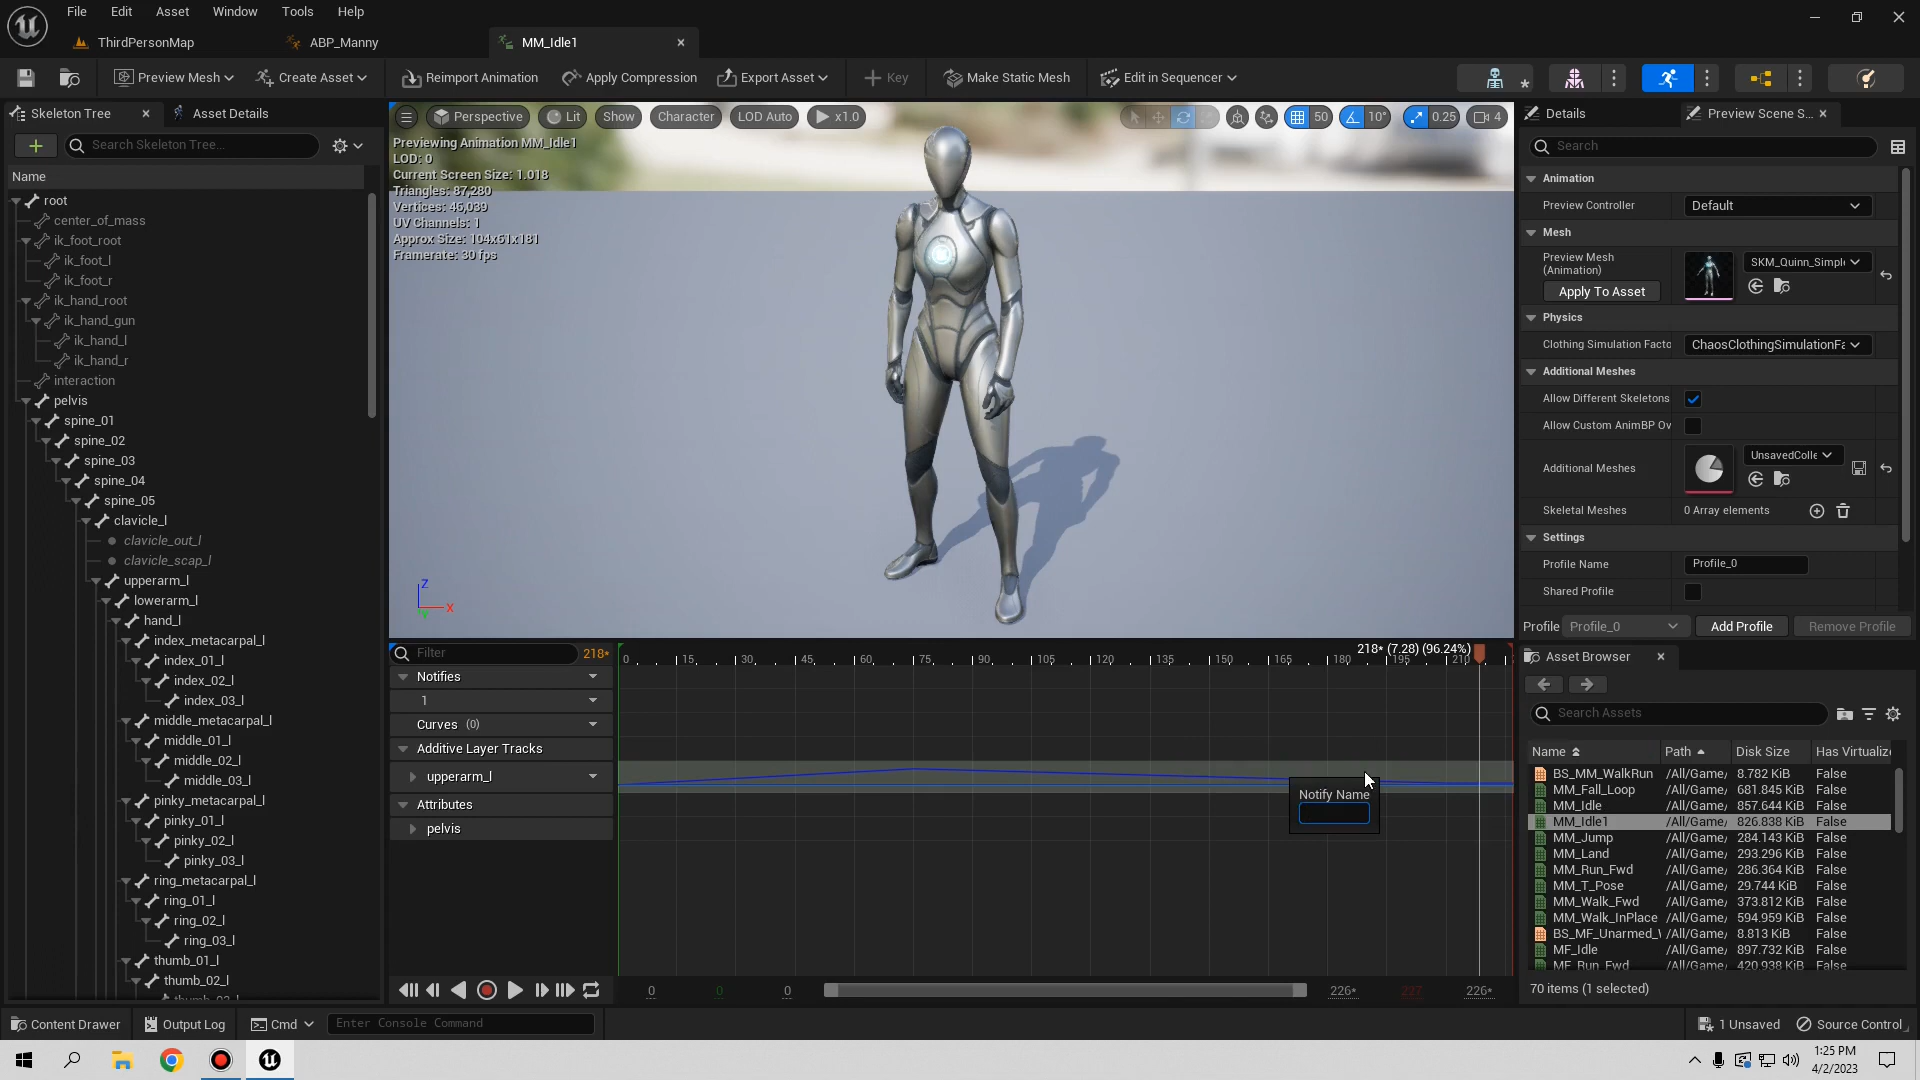 File Edit Asset Window Tools Help
ThirdPersonMap ABP_Manny MM_Idle1
Preview Mesh Create Asset Reimport Animation Apply Compression Export Asset Key Make Static Mesh Edit in Sequencer
Skeleton Tree Asset Details
Search Skeleton Tree...
Name
root
center_of_mass
ik_foot_root
ik_foot_l
ik_foot_r
ik_hand_root
ik_hand_gun
ik_hand_l
ik_hand_r
interaction
pelvis
spine_01
spine_02
spine_03
spine_04
spine_05
clavicle_l
clavicle_out_l
clavicle_scap_l
upperarm_l
lowerarm_l
hand_l
index_metacarpal_l
index_01_l
index_02_l
index_03_l
middle_metacarpal_l
middle_01_l
middle_02_l
middle_03_l
pinky_metacarpal_l
pinky_01_l
pinky_02_l
pinky_03_l
ring_metacarpal_l
ring_01_l
ring_02_l
ring_03_l
thumb_01_l
thumb_02_l
Perspective Lit Show Character LOD Auto x1.0 50 10° 0.25 4
Previewing Animation MM_Idle1
LOD: 0
Current Screen Size: 1.018
Triangles: 87,280
Vertices: 46,039
UV Channels: 1
Approx Size: 104x61x181
Framerate: 30 fps
Z
X
Filter 218*
218* (7.28) (96.24%)
0 15 30 45 60 75 90 105 120 135 150 165 180 195 210
Notifies
1
Curves (0)
Additive Layer Tracks
upperarm_l
Attributes
pelvis
Notify Name
0 0 0 226* 227 226*
Details Preview Scene S...
Search
Animation
Preview Controller Default
Mesh
Preview Mesh
(Animation)
SKM_Quinn_Simpl
Apply To Asset
Physics
Clothing Simulation Facto ChaosClothingSimulationFa
Additional Meshes
Allow Different Skeletons
Allow Custom AnimBP Ov
Additional Meshes UnsavedColle
Skeletal Meshes 0 Array elements
Settings
Profile Name Profile_0
Shared Profile
Profile Profile_0 Add Profile Remove Profile
Asset Browser
Search Assets
Name Path Disk Size Has Virtualize
BS_MM_WalkRun /All/Game/ 8.782 KiB False
MM_Fall_Loop /All/Game/ 681.845 KiB False
MM_Idle /All/Game/ 857.644 KiB False
MM_Idle1 /All/Game/ 826.838 KiB False
MM_Jump /All/Game/ 284.143 KiB False
MM_Land /All/Game/ 293.296 KiB False
MM_Run_Fwd /All/Game/ 286.364 KiB False
MM_T_Pose /All/Game/ 29.744 KiB False
MM_Walk_Fwd /All/Game/ 373.812 KiB False
MM_Walk_InPlace /All/Game/ 594.959 KiB False
BS_MF_Unarmed_ /All/Game/ 8.813 KiB False
MF_Idle /All/Game/ 897.732 KiB False
MF_Run_Fwd /All/Game/ 420.938 KiB False
70 items (1 selected)
Content Drawer Output Log Cmd Enter Console Command 1 Unsaved Source Control
1:25 PM
4/2/2023